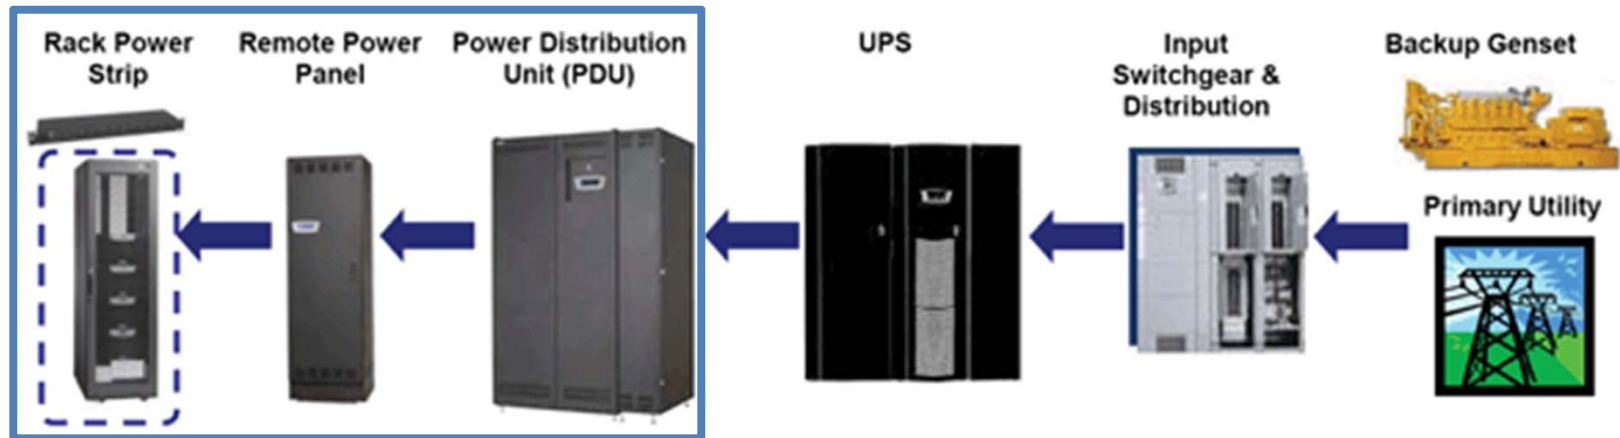 Rack Power
Strip
Remote Power
Panel
Power Distribution
Unit (PDU)
UPS
Input
Switchgear &
Distribution
Backup Genset
Primary Utility